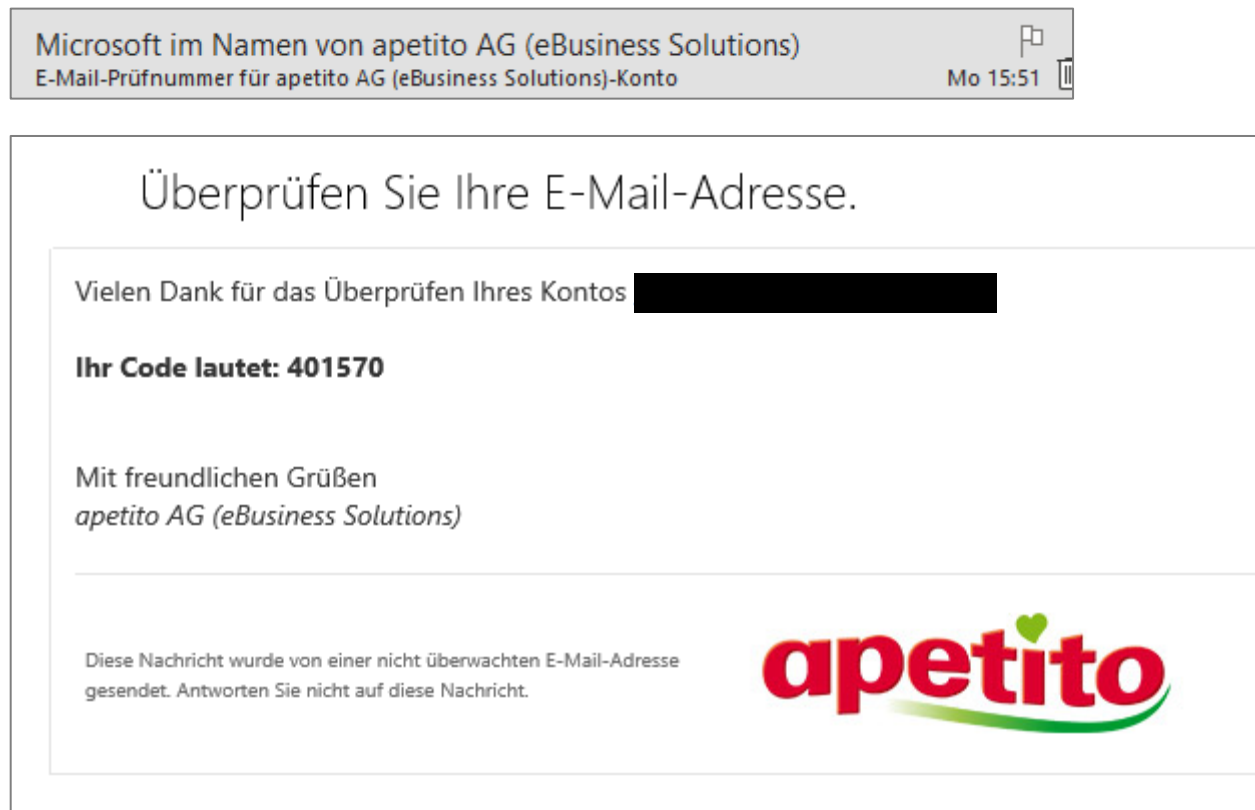 Microsoft im Namen von apetito AG (eBusiness Solutions)
E-Mail-Prüfnummer für apetito AG (eBusiness Solutions)-Konto Mo 15:51
Überprüfen Sie Ihre E-Mail-Adresse.
Vielen Dank für das Überprüfen Ihres Kontos
Ihr Code lautet: 401570
Mit freundlichen Grüßen
apetito AG (eBusiness Solutions)
Diese Nachricht wurde von einer nicht überwachten E-Mail-Adresse
gesendet. Antworten Sie nicht auf diese Nachricht.
apetito